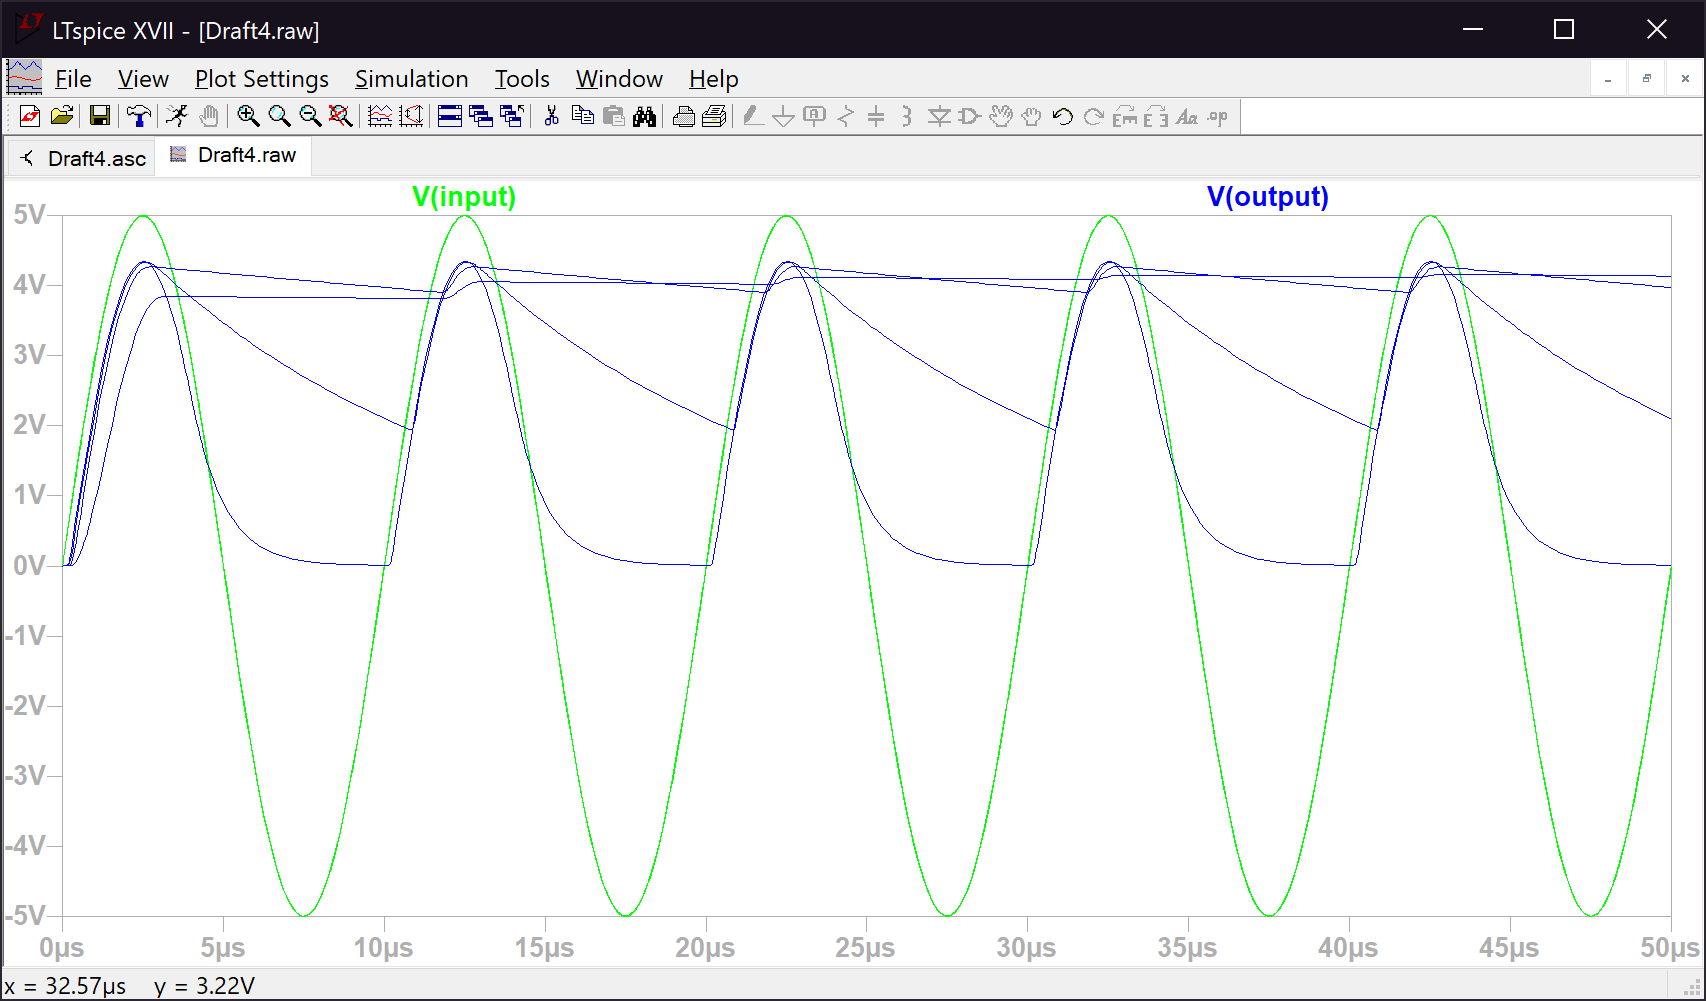 LTspice XVII - [Draft4.raw]
File View Plot Settings Simulation Tools Window Help
Aa .op
Draft4.asc Draft4.raw
V(input) V(output)
5V
4V
3V
2V
1V
0V
-1V
-2V
-3V
-4V
-5V
0µs 5µs 10µs 15µs 20µs 25µs 30µs 35µs 40µs 45µs 50µs
x = 32.57µs y = 3.22V